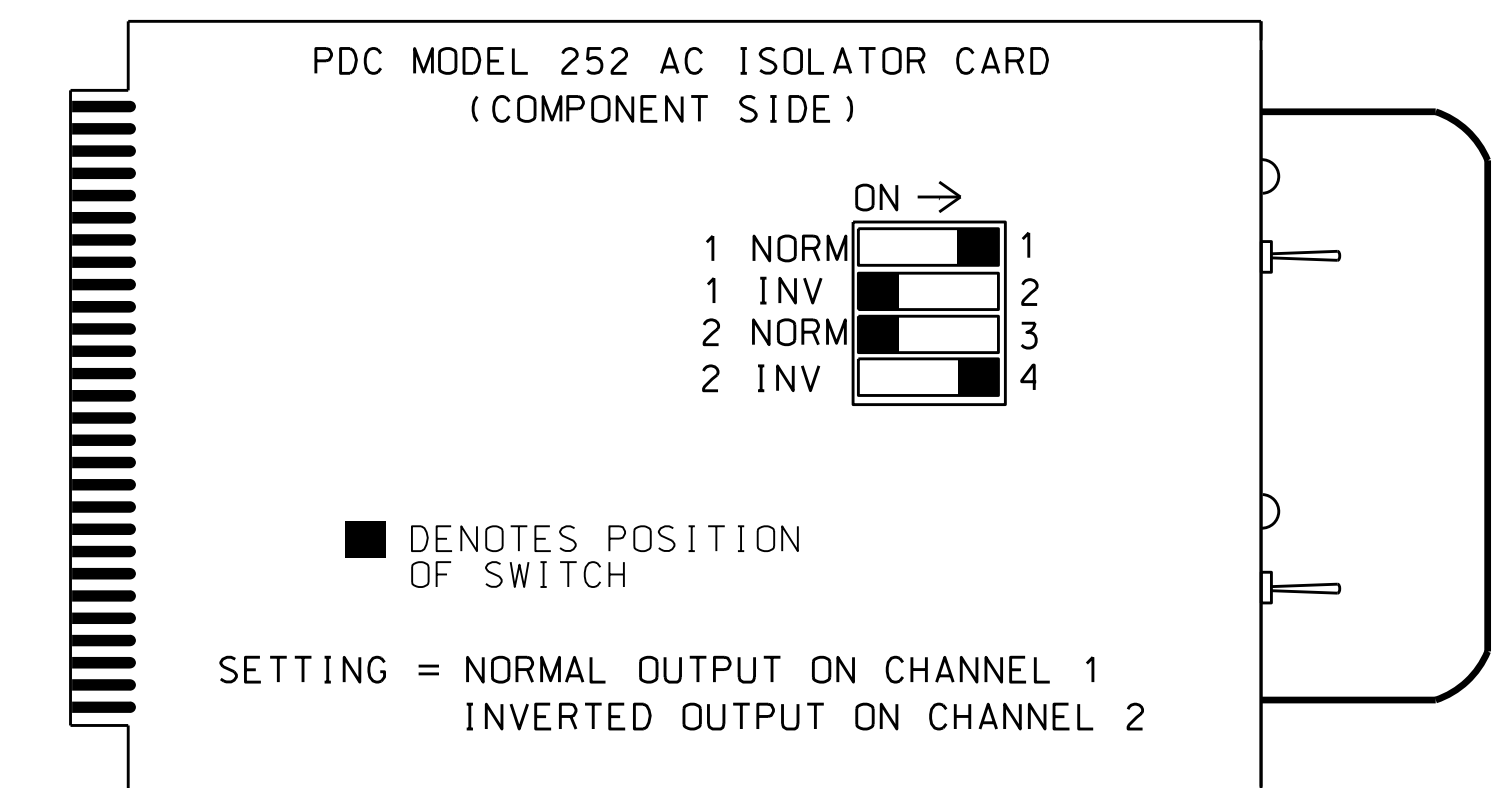 PDC MODEL 252 AC ISOLATOR CARD
(COMPONENT SIDE)
ON →
1 NORM 1
1 INV 2
2 NORM 3
2 INV 4
DENOTES POSITION
OF SWITCH
SETTING = NORMAL OUTPUT ON CHANNEL 1
INVERTED OUTPUT ON CHANNEL 2